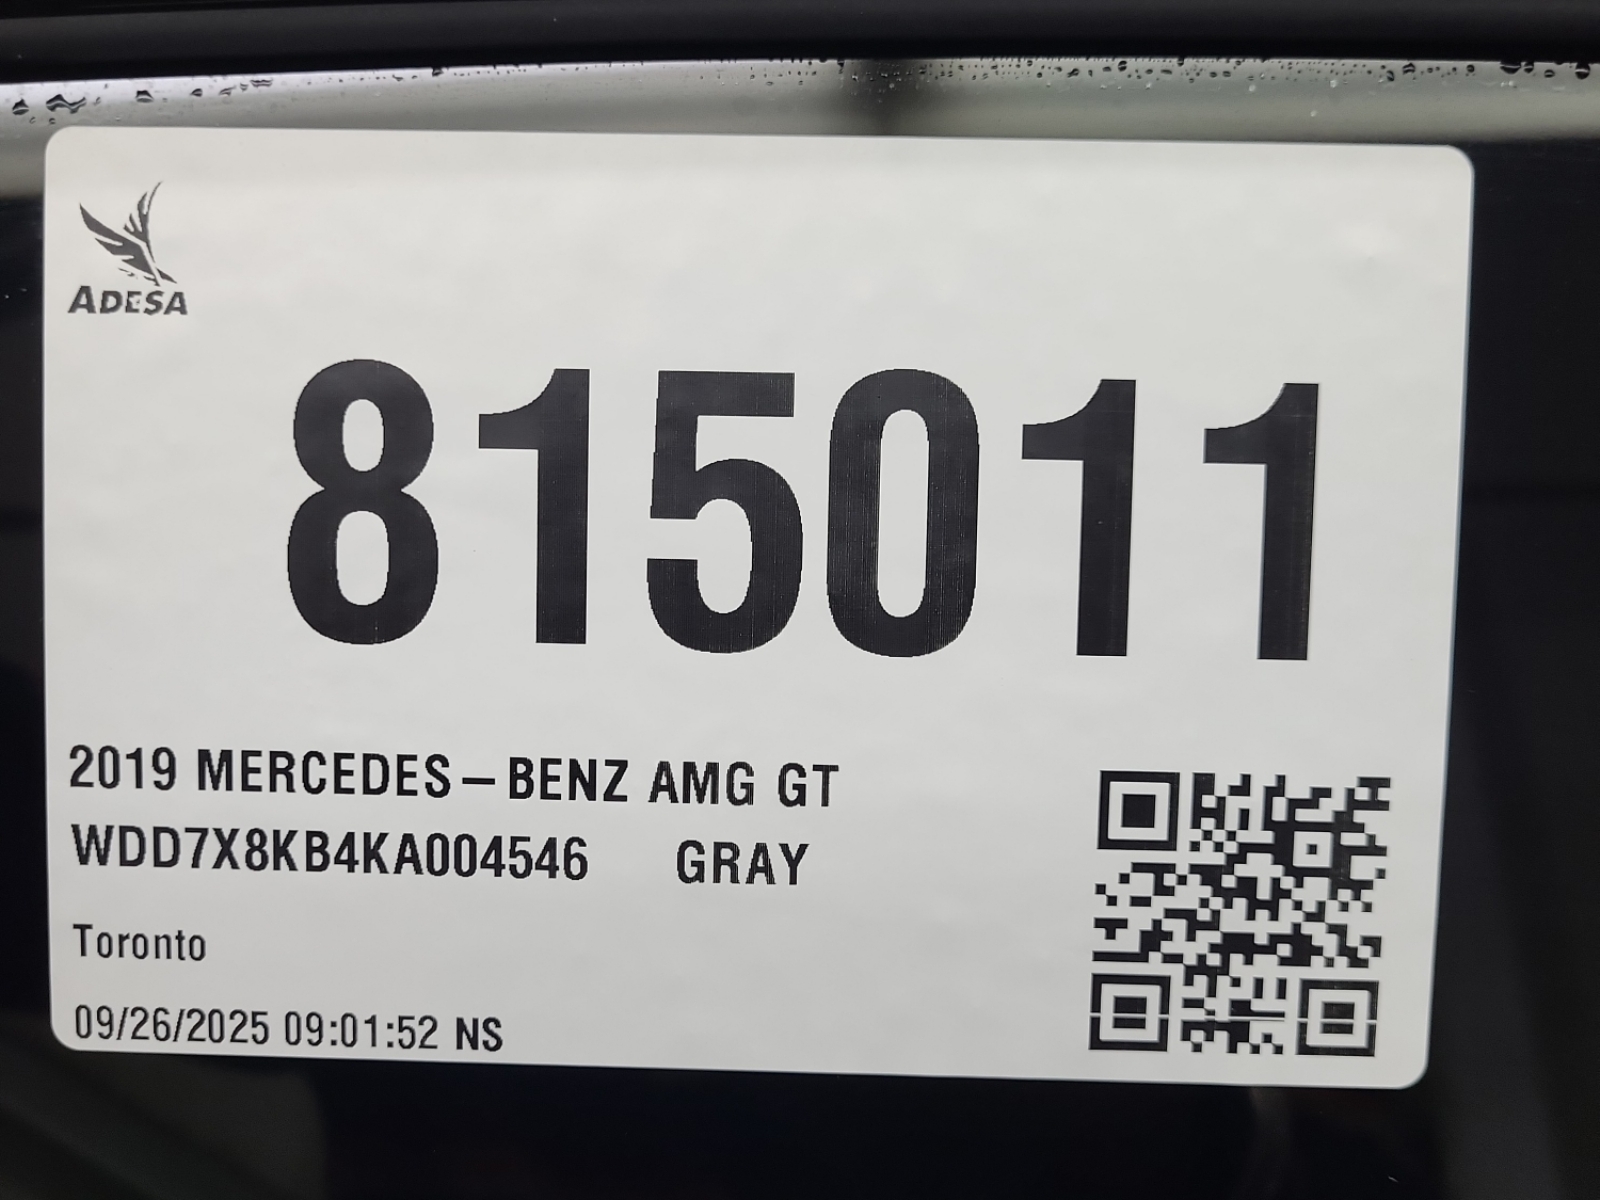 ADESA
815011
2019 MERCEDES-BENZ AMG GT
WDD7X8KB4KA004546 GRAY
Toronto
09/26/2025 09:01:52 NS